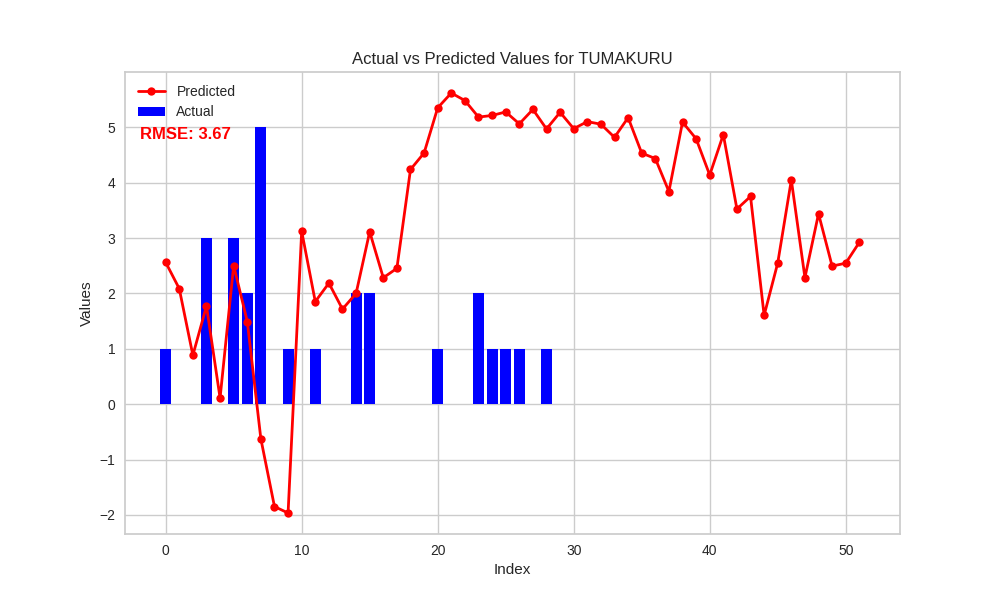 Actual vs Predicted Values for TUMAKURU
Predicted
Actual
RMSE: 3.67
Values
5
4
3
2
1
0
−1
−2
0 10 20 30 40 50
Index